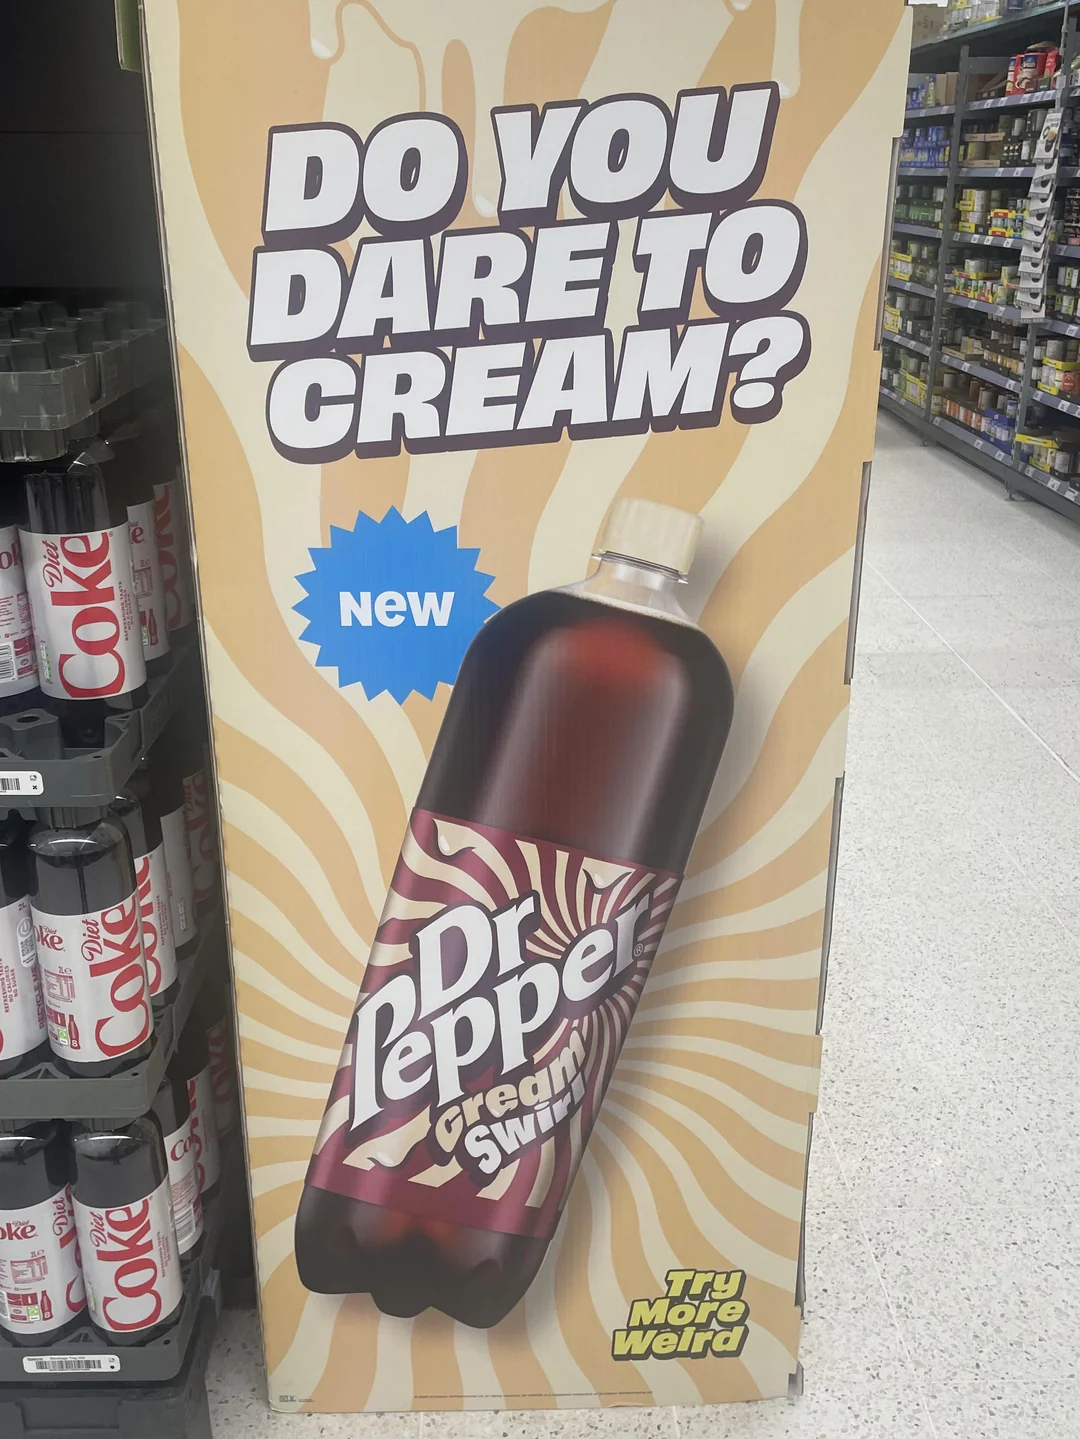 DO YOU
DARE TO
CREAM?
NEW
Dr
Pepper
Cream
Swirl
Try
More
Weird
Diet
Coke
Diet
Coke
Diet
Coke